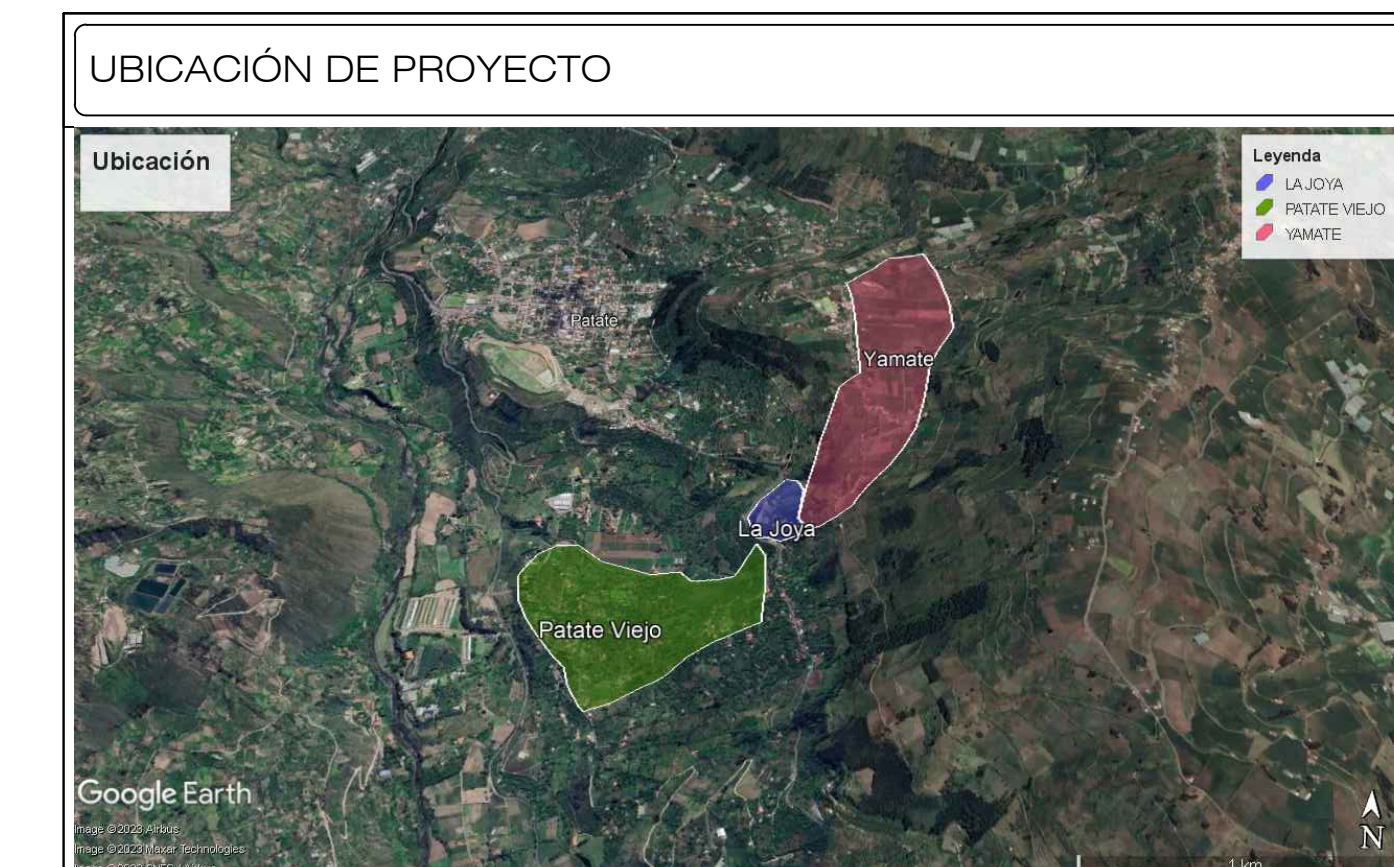 UBICACIÓN DE PROYECTO
Ubicación
Leyenda
LA JOYA
PATATE VIEJO
YAMATE
Patate
Yamate
La Joya
Patate Viejo
Google Earth
Image © 2023 Airbus
Image © 2023 Maxar Technologies
N
1 km